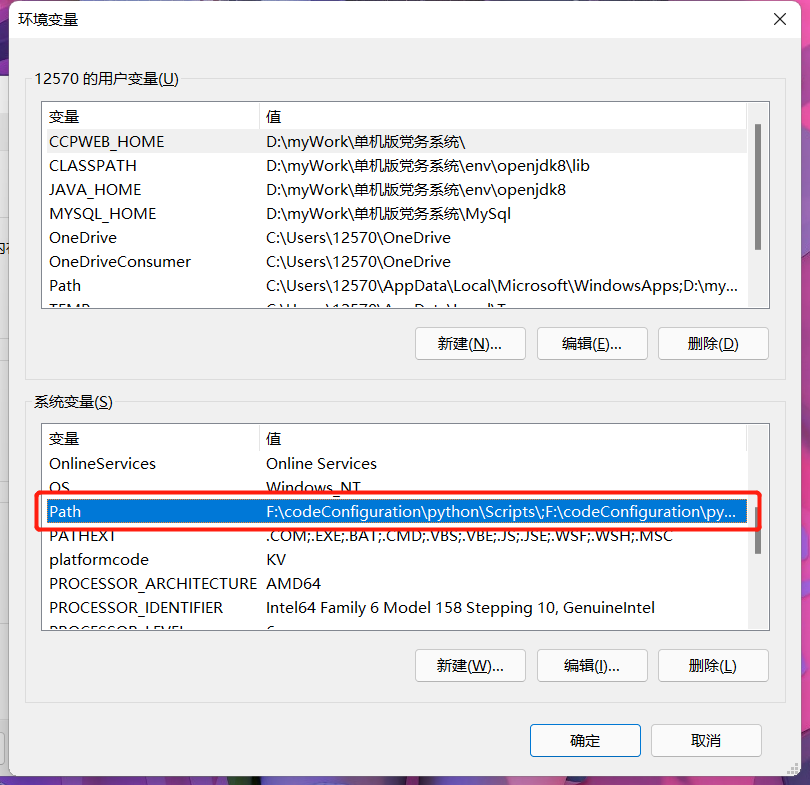 环境变量
12570 的用户变量(U)
变量 值
CCPWEB_HOME D:\myWork\单机版党务系统\
CLASSPATH D:\myWork\单机版党务系统\env\openjdk8\lib
JAVA_HOME D:\myWork\单机版党务系统\env\openjdk8
MYSQL_HOME D:\myWork\单机版党务系统\MySql
OneDrive C:\Users\12570\OneDrive
OneDriveConsumer C:\Users\12570\OneDrive
Path C:\Users\12570\AppData\Local\Microsoft\WindowsApps;D:\my...
新建(N)... 编辑(E)... 删除(D)
系统变量(S)
变量 值
OnlineServices Online Services
OS Windows_NT
Path F:\codeConfiguration\python\Scripts\;F:\codeConfiguration\py...
PATHEXT .COM;.EXE;.BAT;.CMD;.VBS;.VBE;.JS;.JSE;.WSF;.WSH;.MSC
platformcode KV
PROCESSOR_ARCHITECTURE AMD64
PROCESSOR_IDENTIFIER Intel64 Family 6 Model 158 Stepping 10, GenuineIntel
新建(W)... 编辑(I)... 删除(L)
确定 取消